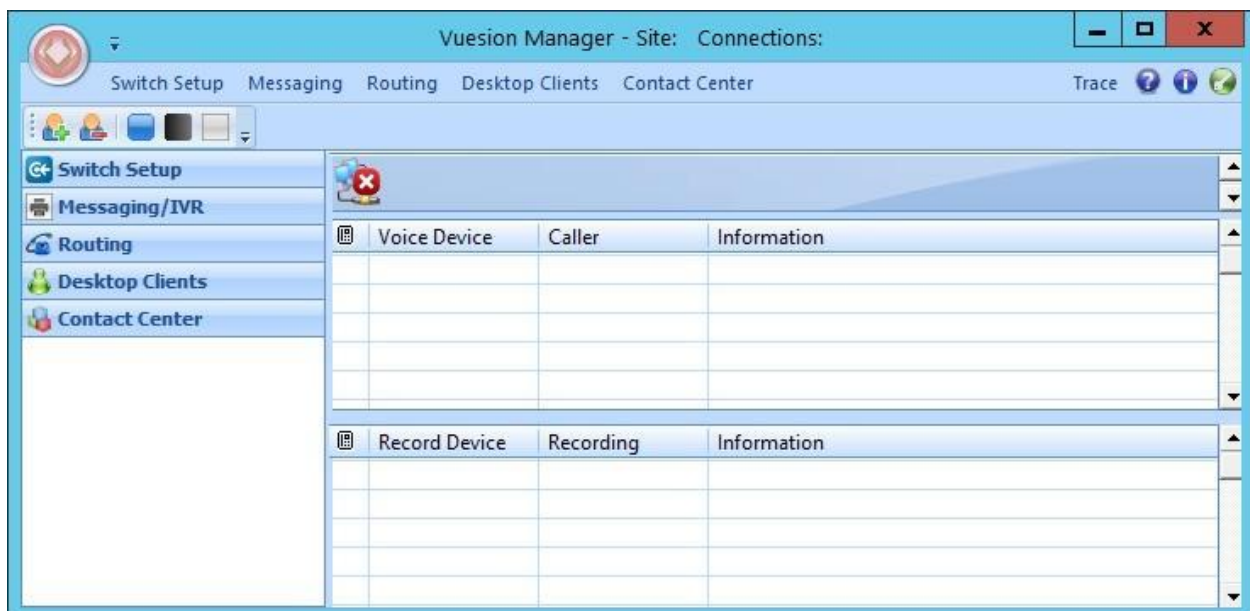 Vuesion Manager - Site: Connections:
Switch Setup Messaging Routing Desktop Clients Contact Center Trace
Switch Setup
Messaging/IVR
Routing
Desktop Clients
Contact Center
Voice Device Caller Information
Record Device Recording Information